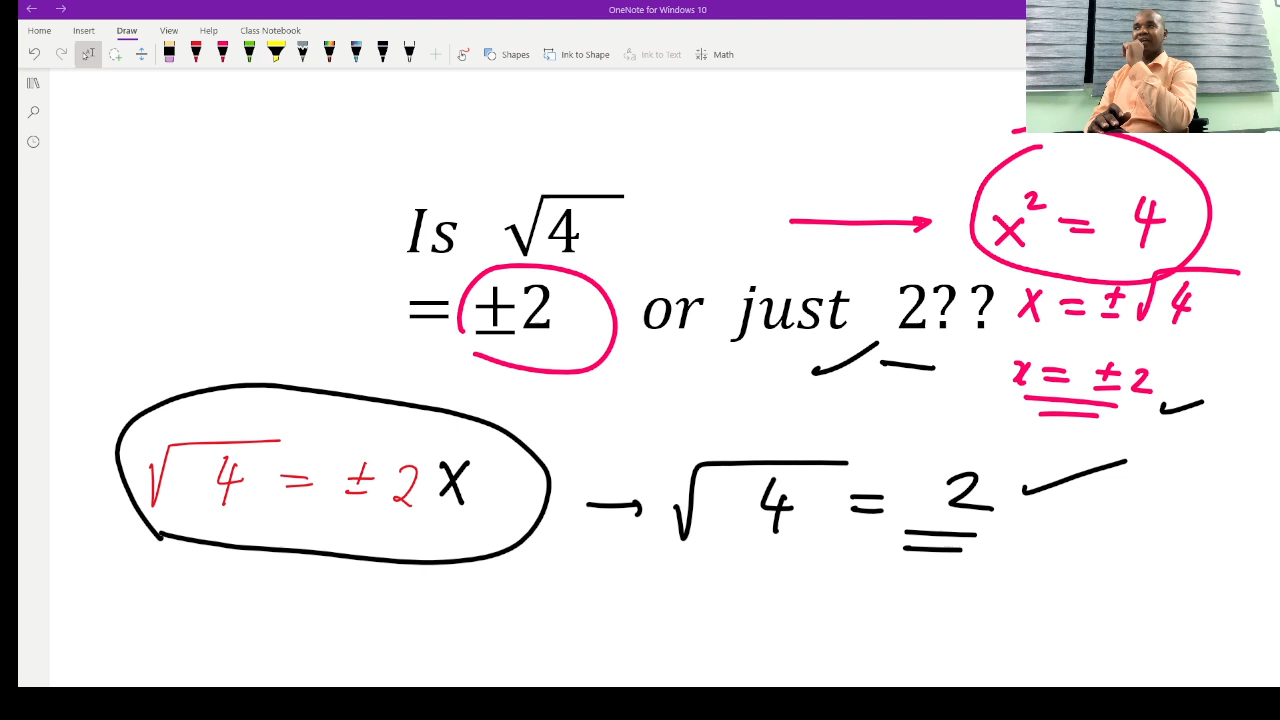 OneNote for Windows 10
Home Insert Draw View Help Class Notebook
Shapes Ink to Shape Ink to Text Math
Is √4
= ±2 or just 2??
x² = 4
x = ±√4
x = ±2
√4 = ±2 X → √4 = 2